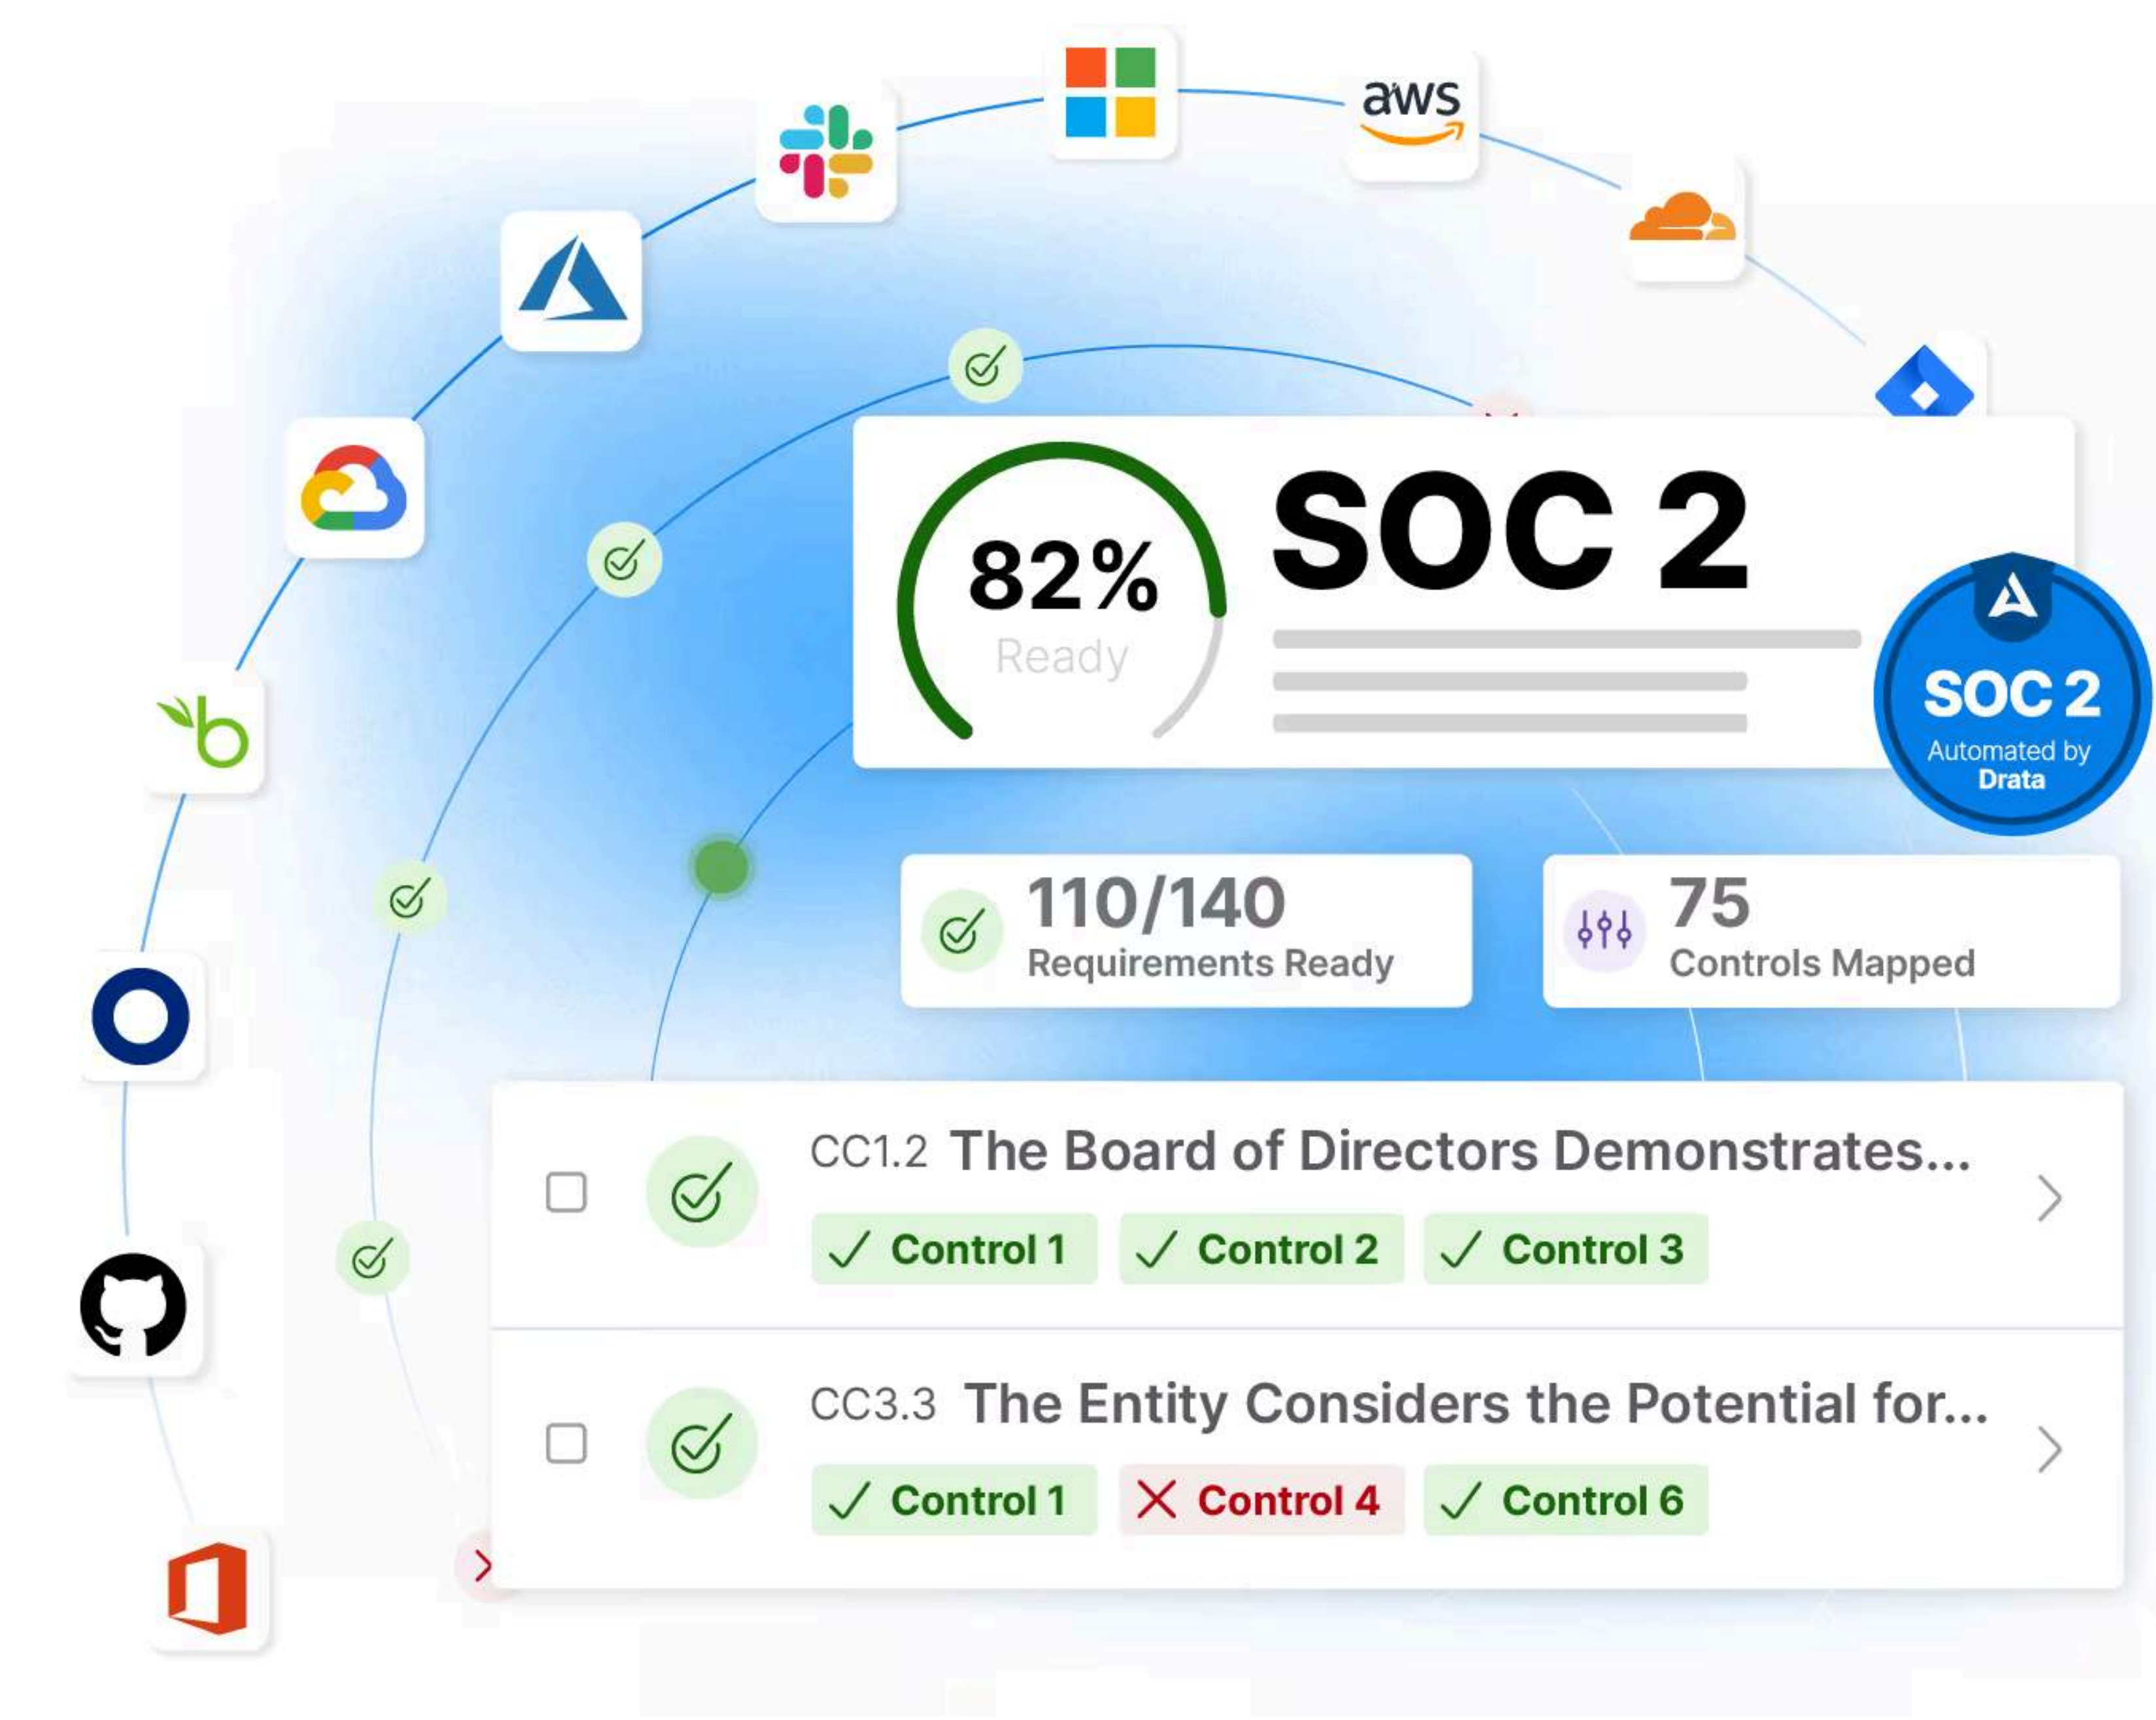 aws
82%
Ready
SOC 2
SOC 2
Automated by
Drata
110/140
Requirements Ready
75
Controls Mapped
CC1.2 The Board of Directors Demonstrates...
Control 1
Control 2
Control 3
CC3.3 The Entity Considers the Potential for...
Control 1
Control 4
Control 6